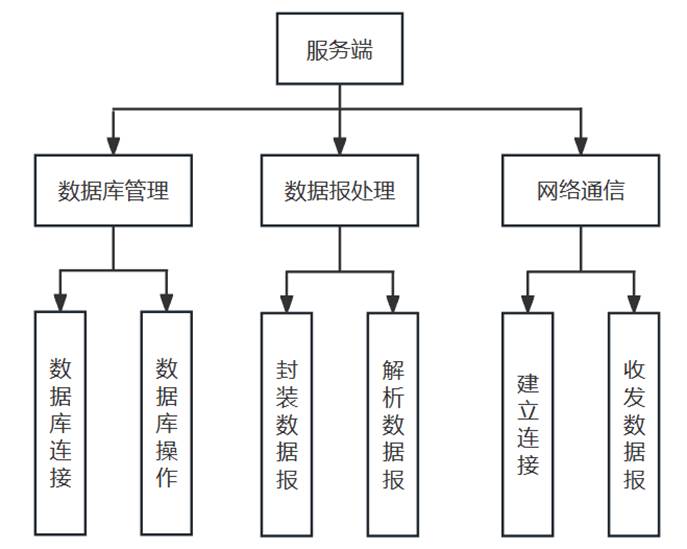 服务端
数据库管理
数据报处理
网络通信
数据库连接
数据库操作
封装数据报
解析数据报
建立连接
收发数据报